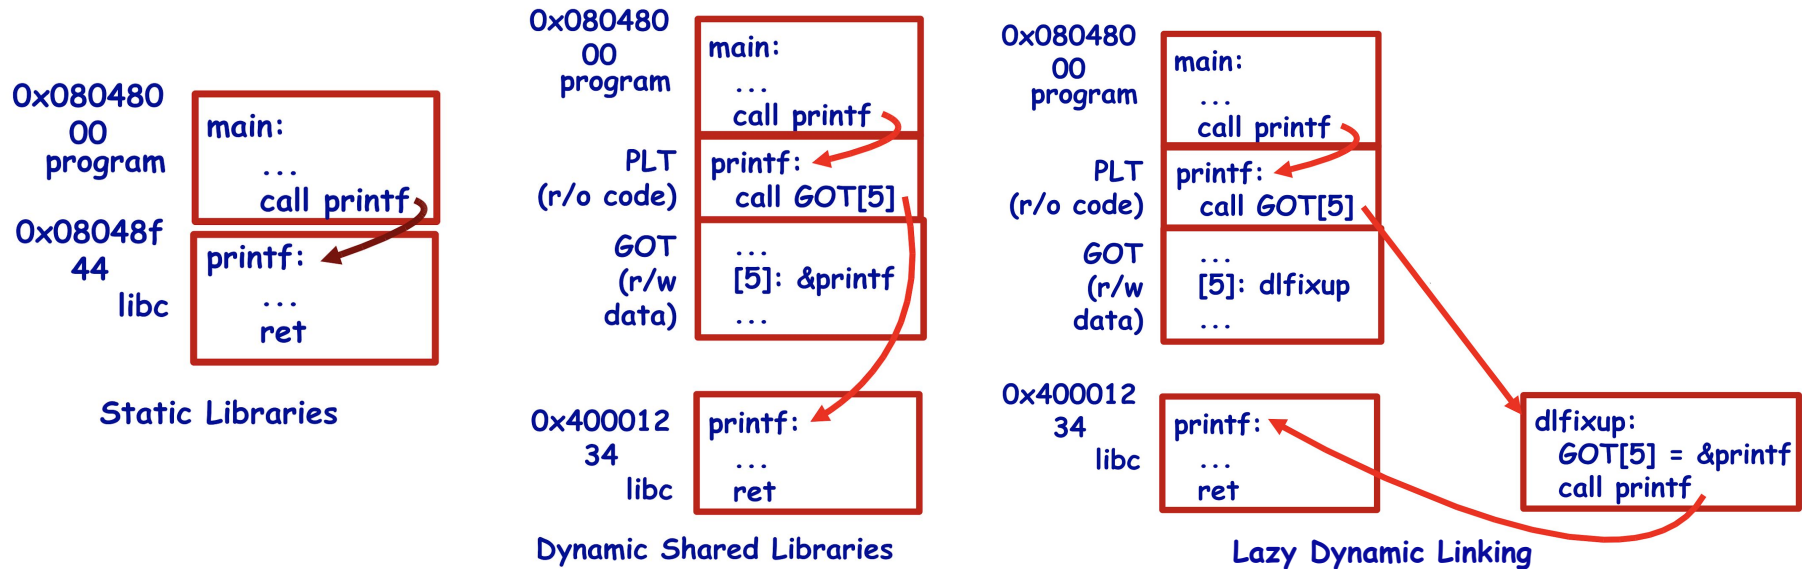 0x080480
00
program
main:
...
call printf
0x08048f
44
libc
printf:
...
ret
Static Libraries
0x080480
00
program
main:
...
call printf
PLT
(r/o code)
printf:
call GOT[5]
GOT
(r/w
data)
...
[5]: &printf
...
0x400012
34
libc
printf:
...
ret
Dynamic Shared Libraries
0x080480
00
program
main:
...
call printf
PLT
(r/o code)
printf:
call GOT[5]
GOT
(r/w
data)
...
[5]: dlfixup
...
0x400012
34
libc
printf:
...
ret
dlfixup:
GOT[5] = &printf
call printf
Lazy Dynamic Linking